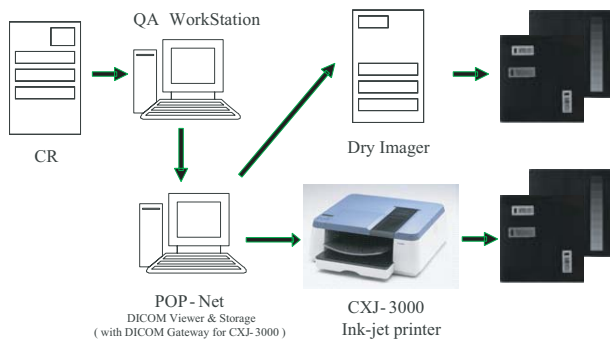 QA WorkStation
CR
Dry Imager
POP-Net
DICOM Viewer & Storage
( with DICOM Gateway for CXJ-3000 )
CXJ-3000
Ink-jet printer